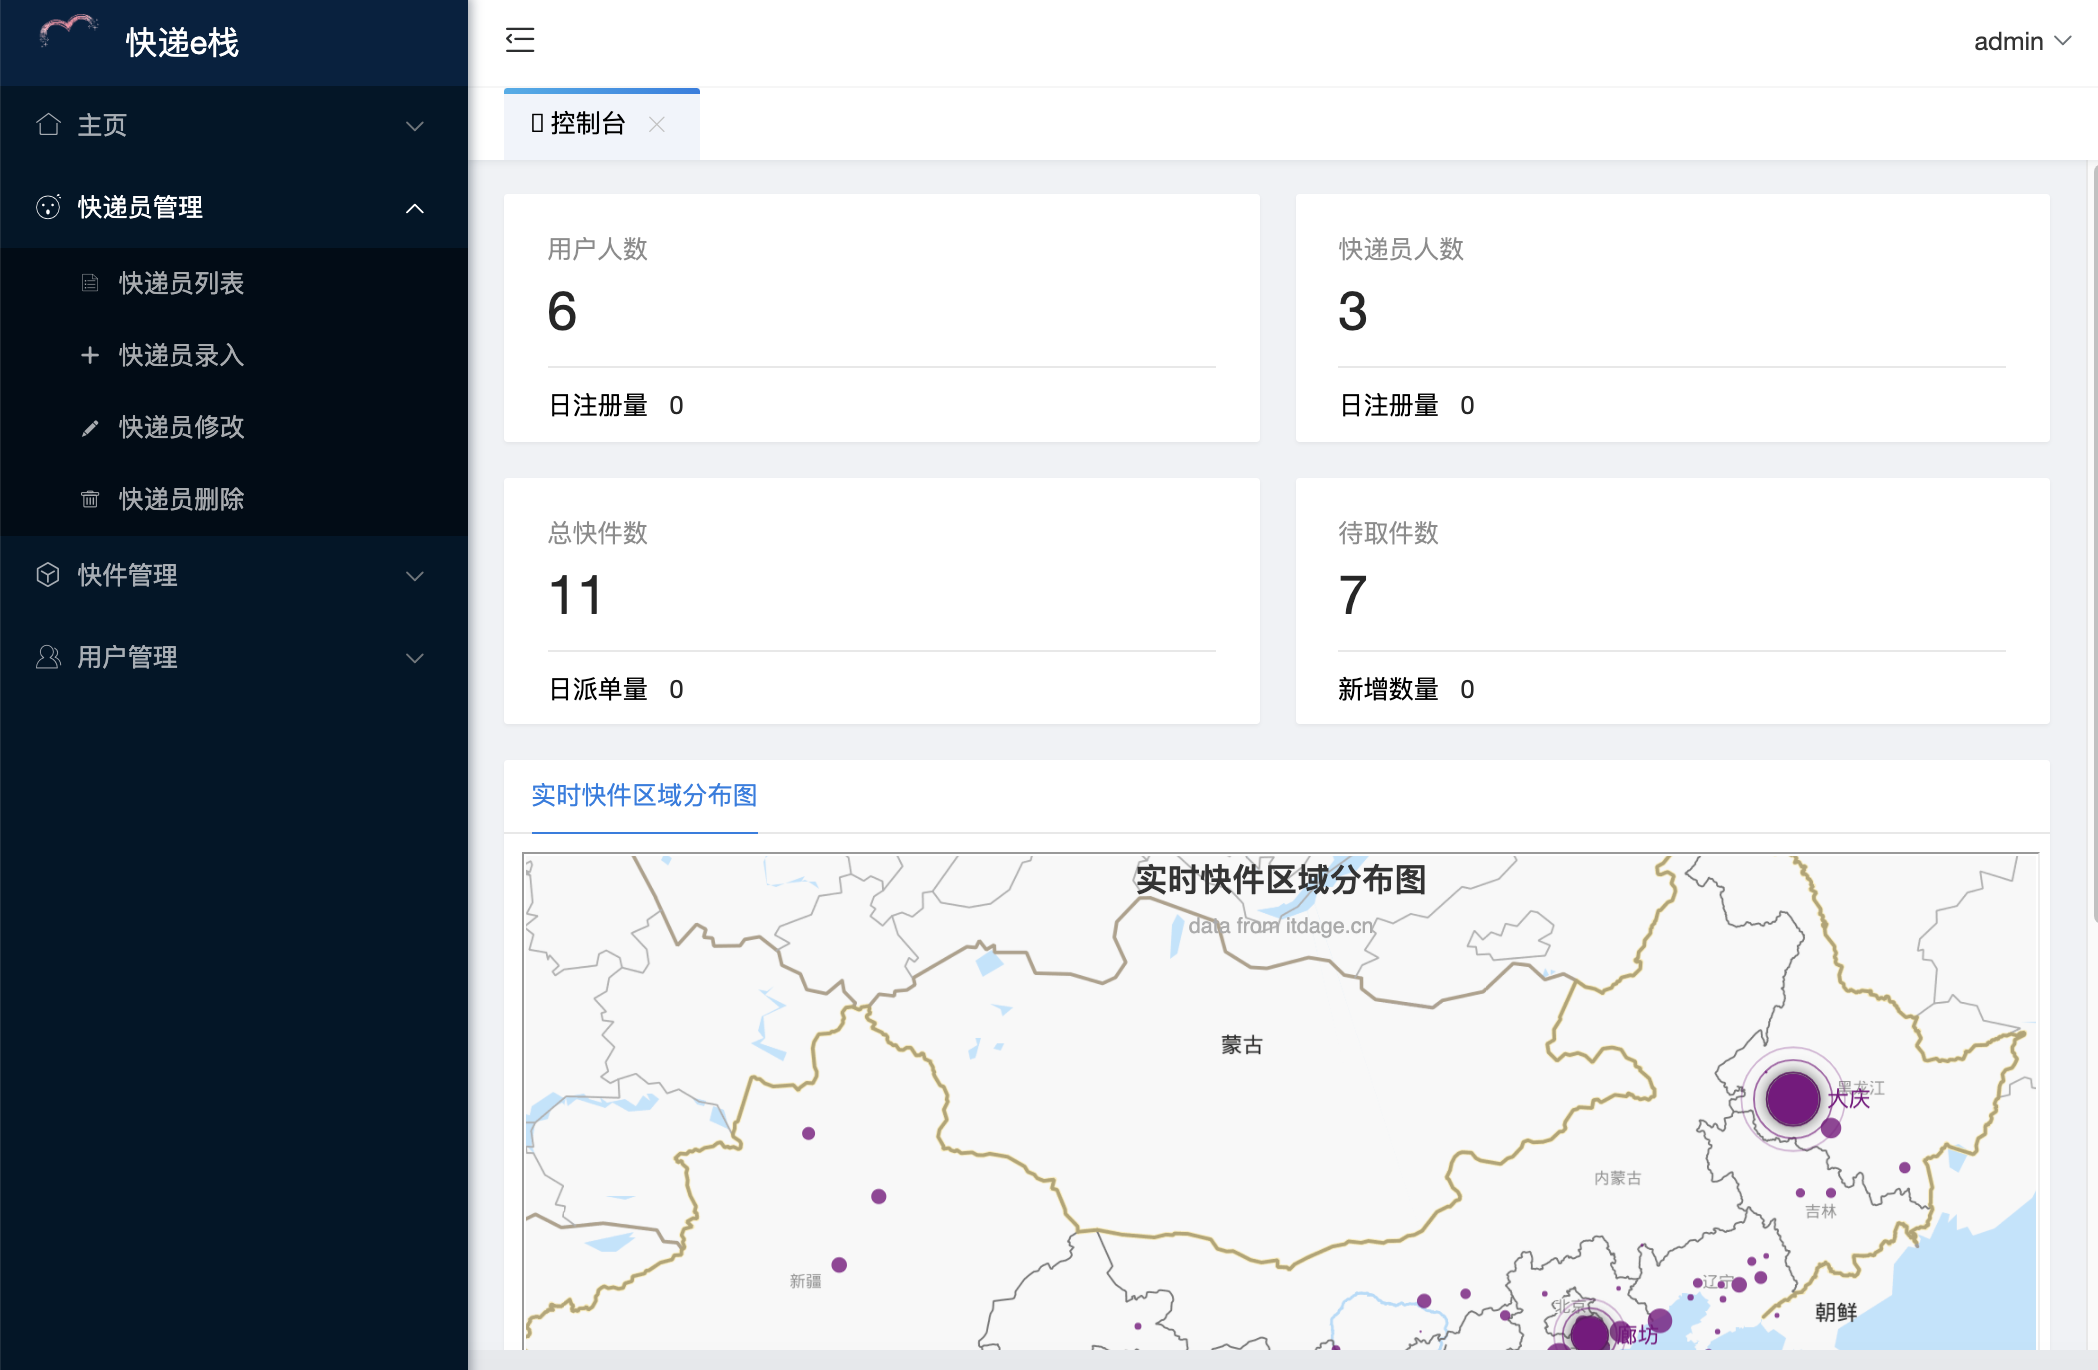 快递e栈
主页
快递员管理
快递员列表
快递员录入
快递员修改
快递员删除
快件管理
用户管理
admin
控制台
用户人数
6
日注册量 0
快递员人数
3
日注册量 0
总快件数
11
日派单量 0
待取件数
7
新增数量 0
实时快件区域分布图
实时快件区域分布图
data from itdage.cn
蒙古
黑龙江
大庆
内蒙古
吉林
新疆
辽宁
北京
廊坊
朝鲜